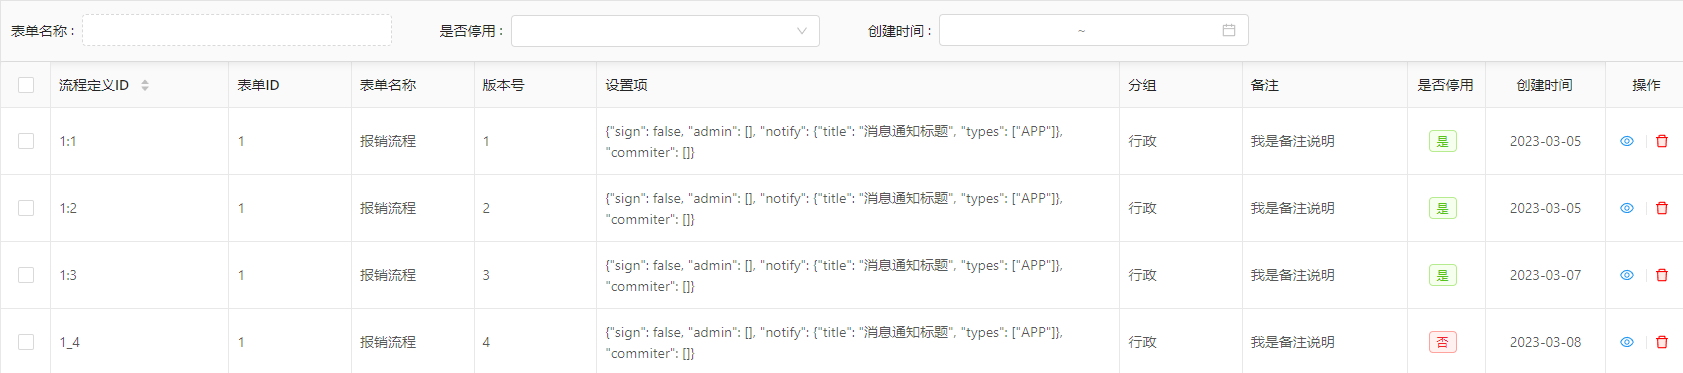 表单名称 : 是否停用 : 创建时间 : ~
流程定义ID 表单ID 表单名称 版本号 设置项 分组 备注 是否停用 创建时间 操作
1:1 1 报销流程 1 {"sign": false, "admin": [], "notify": {"title": "消息通知标题", "types": ["APP"]}, 行政 我是备注说明 是 2023-03-05
"commiter": []}
1:2 1 报销流程 2 {"sign": false, "admin": [], "notify": {"title": "消息通知标题", "types": ["APP"]}, 行政 我是备注说明 是 2023-03-05
"commiter": []}
1:3 1 报销流程 3 {"sign": false, "admin": [], "notify": {"title": "消息通知标题", "types": ["APP"]}, 行政 我是备注说明 是 2023-03-07
"commiter": []}
1_4 1 报销流程 4 {"sign": false, "admin": [], "notify": {"title": "消息通知标题", "types": ["APP"]}, 行政 我是备注说明 否 2023-03-08
"commiter": []}